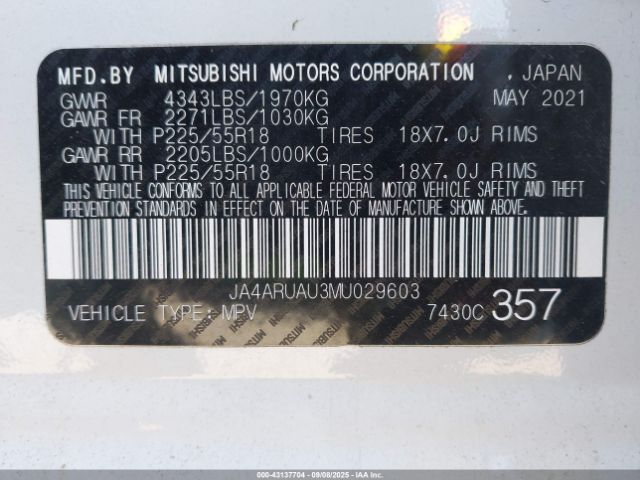 MFD.BY MITSUBISHI MOTORS CORPORATION , JAPAN
GWVR 4343LBS/1970KG MAY 2021
GAWR FR 2271LBS/1030KG
WITH P225/55R18 TIRES 18X7.0J RIMS
GAWR RR 2205LBS/1000KG
WITH P225/55R18 TIRES 18X7.0J RIMS
THIS VEHICLE CONFORMS TO ALL APPLICABLE FEDERAL MOTOR VEHICLE SAFETY AND THEFT
PREVENTION STANDARDS IN EFFECT ON THE DATE OF MANUFACTURE SHOWN ABOVE.
JA4ARUAU3MU029603
VEHICLE TYPE: MPV 7430C 357
000-43137704 - 09/08/2025 - IAAI.COM